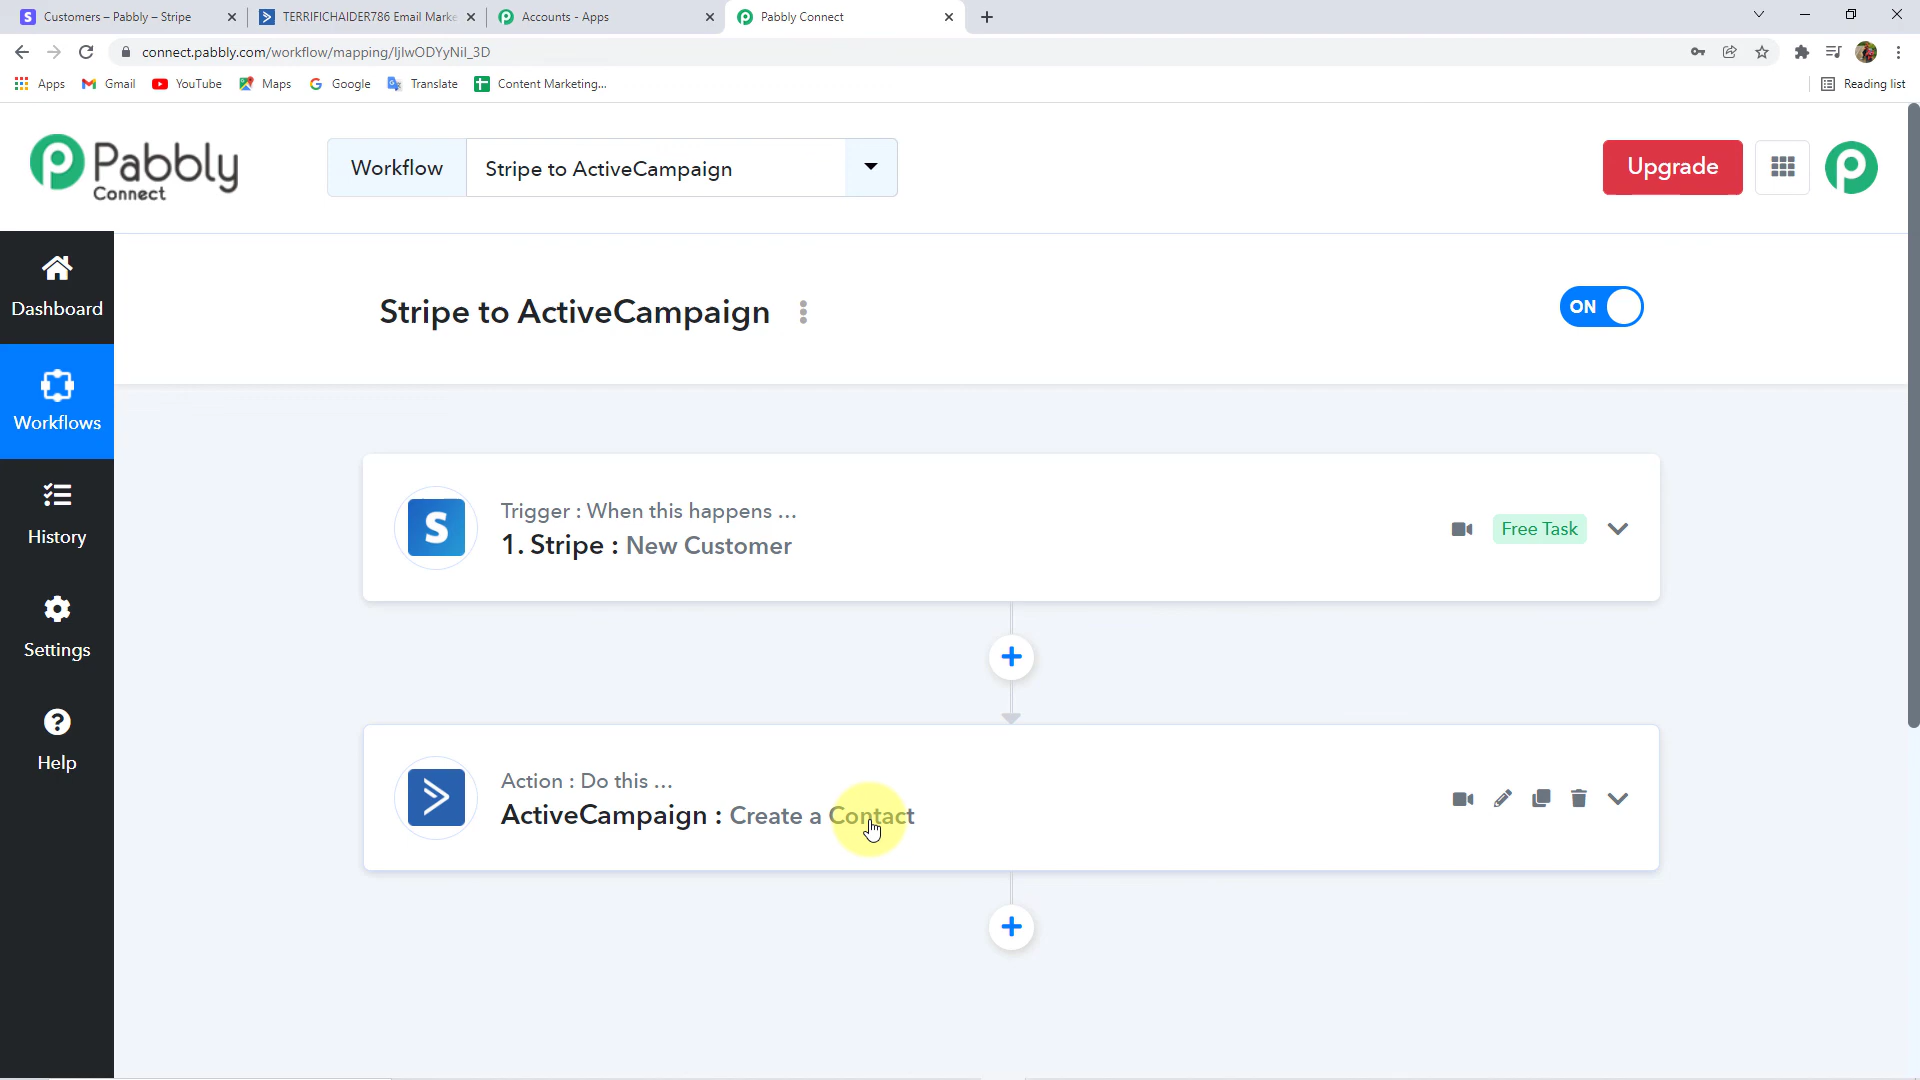 Customers – Pabbly – Stripe
TERRIFICHAIDER786 Email Marke
Accounts - Apps
Pabbly Connect
connect.pabbly.com/workflow/mapping/IjIwODYyNiI_3D
Apps
Gmail
YouTube
Maps
Google
Translate
Content Marketing...
Reading list
Pabbly
Connect
Workflow
Stripe to ActiveCampaign
Upgrade
Dashboard
Workflows
History
Settings
Help
Stripe to ActiveCampaign
ON
Trigger : When this happens ...
1. Stripe : New Customer
Free Task
Action : Do this ...
ActiveCampaign : Create a Contact